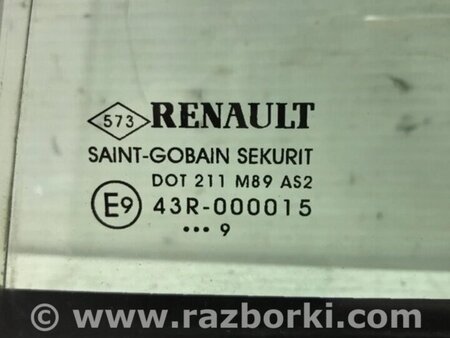 573 RENAULT
SAINT-GOBAIN SEKURIT
DOT 211 M89 AS2
E9 43R-000015
••• 9
© www.razborki.com